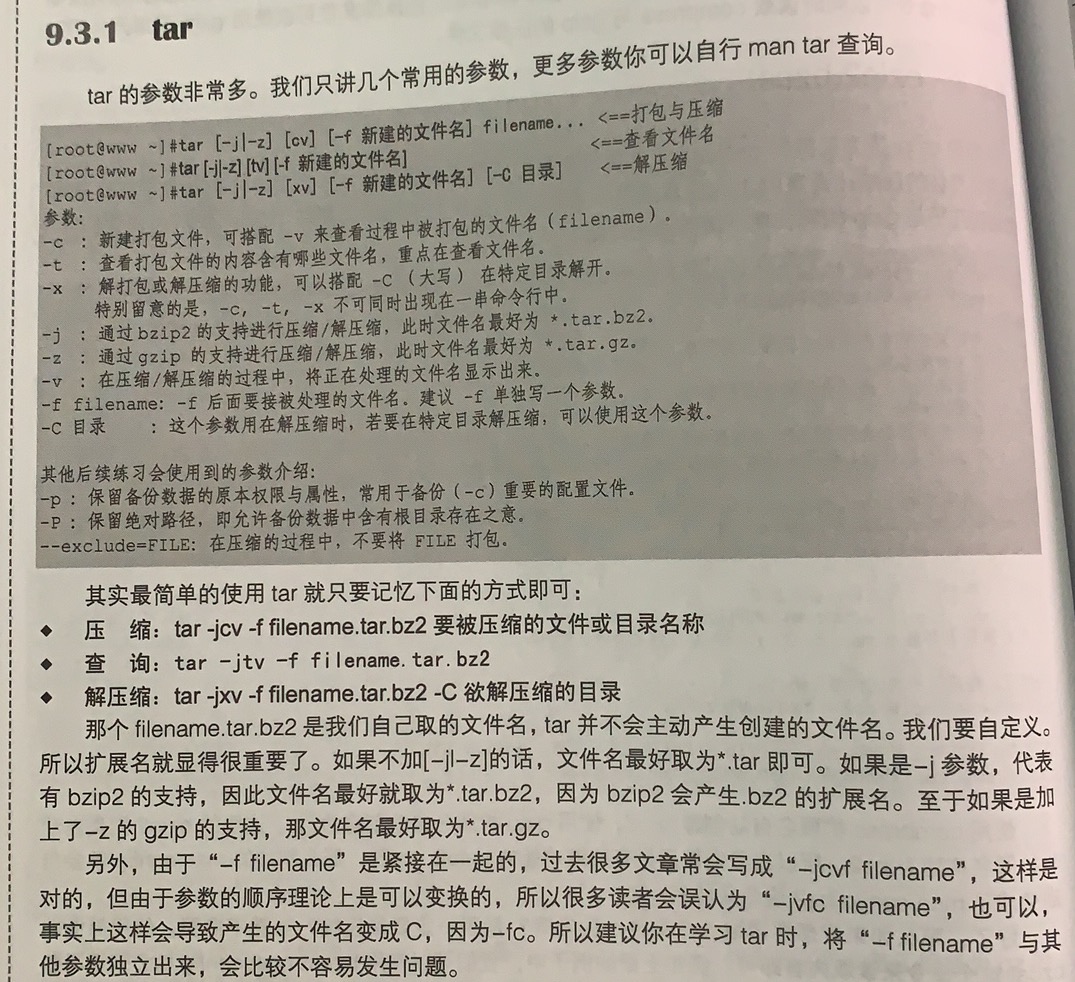 9.3.1 tar
tar 的参数非常多。我们只讲几个常用的参数，更多参数你可以自行 man tar 查询。
[root@www ~]#tar [-j|-z] [cv] [-f 新建的文件名] filename... <==打包与压缩
[root@www ~]#tar [-j|-z] [tv] [-f 新建的文件名] <==查看文件名
[root@www ~]#tar [-j|-z] [xv] [-f 新建的文件名] [-C 目录] <==解压缩
参数:
-c : 新建打包文件，可搭配 -v 来查看过程中被打包的文件名（filename）。
-t : 查看打包文件的内容含有哪些文件名，重点在查看文件名。
-x : 解打包或解压缩的功能，可以搭配 -C （大写） 在特定目录解开。
特别留意的是，-c, -t, -x 不可同时出现在一串命令行中。
-j : 通过bzip2 的支持进行压缩/解压缩，此时文件名最好为 *.tar.bz2。
-z : 通过gzip 的支持进行压缩/解压缩，此时文件名最好为 *.tar.gz。
-v : 在压缩/解压缩的过程中，将正在处理的文件名显示出来。
-f filename: -f 后面要接被处理的文件名。建议 -f 单独写一个参数。
-C 目录 : 这个参数用在解压缩时，若要在特定目录解压缩，可以使用这个参数。
其他后续练习会使用到的参数介绍:
-p : 保留备份数据的原本权限与属性，常用于备份（-c）重要的配置文件。
-P : 保留绝对路径，即允许备份数据中含有根目录存在之意。
--exclude=FILE: 在压缩的过程中，不要将 FILE 打包。
其实最简单的使用 tar 就只要记忆下面的方式即可：
◆ 压 缩：tar -jcv -f filename.tar.bz2 要被压缩的文件或目录名称
◆ 查 询：tar -jtv -f filename.tar.bz2
◆ 解压缩：tar -jxv -f filename.tar.bz2 -C 欲解压缩的目录
那个 filename.tar.bz2 是我们自己取的文件名，tar 并不会主动产生创建的文件名。我们要自定义。
所以扩展名就显得很重要了。如果不加[-jl-z]的话，文件名最好取为*.tar 即可。如果是-j 参数，代表
有 bzip2 的支持，因此文件名最好就取为*.tar.bz2，因为 bzip2 会产生.bz2 的扩展名。至于如果是加
上了-z 的 gzip 的支持，那文件名最好取为*.tar.gz。
另外，由于“-f filename”是紧接在一起的，过去很多文章常会写成“-jcvf filename”，这样是
对的，但由于参数的顺序理论上是可以变换的，所以很多读者会误认为“-jvfc filename”，也可以，
事实上这样会导致产生的文件名变成 C，因为-fc。所以建议你在学习 tar 时，将“-f filename”与其
他参数独立出来，会比较不容易发生问题。